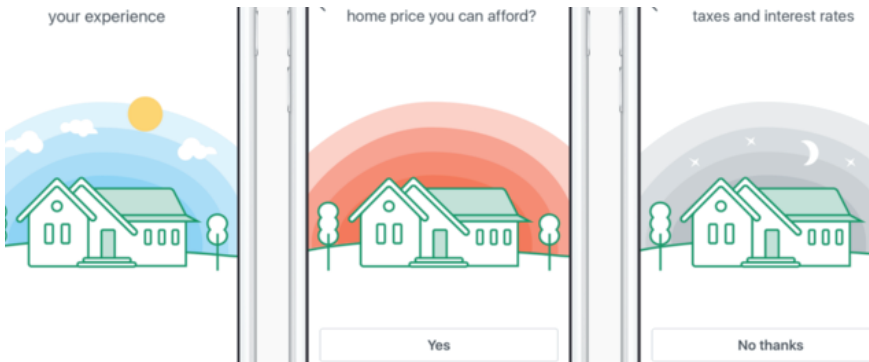 your experience
home price you can afford?
taxes and interest rates
Yes
No thanks